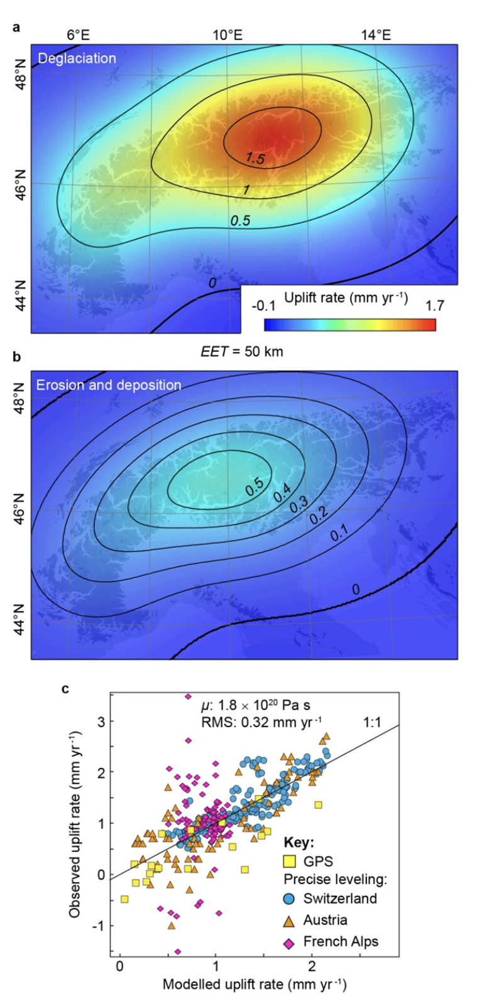 a
6°E 10°E 14°E
Deglaciation
48°N
46°N
44°N
1.5
1
0.5
0
Uplift rate (mm yr⁻¹)
-0.1 1.7
EET = 50 km
b
Erosion and deposition
48°N
46°N
44°N
0.5
0.4
0.3
0.2
0.1
0
c
μ: 1.8 × 10²⁰ Pa s
RMS: 0.32 mm yr⁻¹ 1:1
Observed uplift rate (mm yr⁻¹)
3
2
1
0
-1
Key:
GPS
Precise leveling:
Switzerland
Austria
French Alps
0 1 2
Modelled uplift rate (mm yr⁻¹)